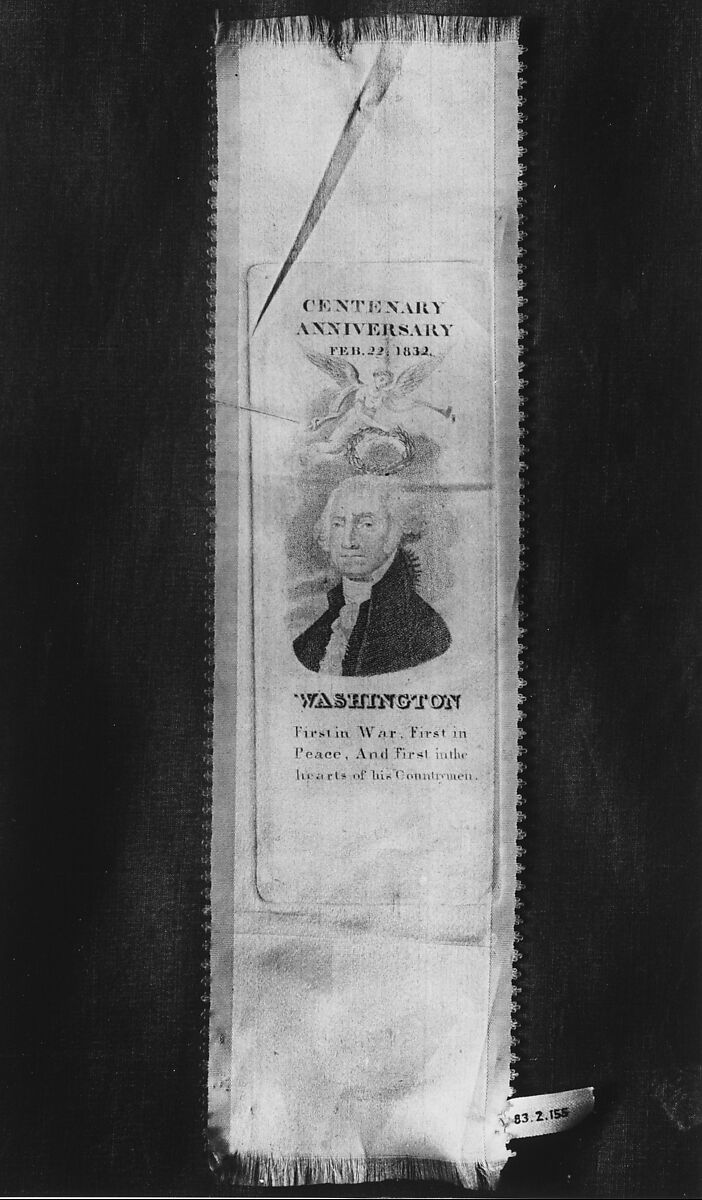 CENTENARY
ANNIVERSARY
FEB. 22. 1832.
WASHINGTON
First in War, First in
Peace, And First in the
hearts of his Countrymen.
83.2.155